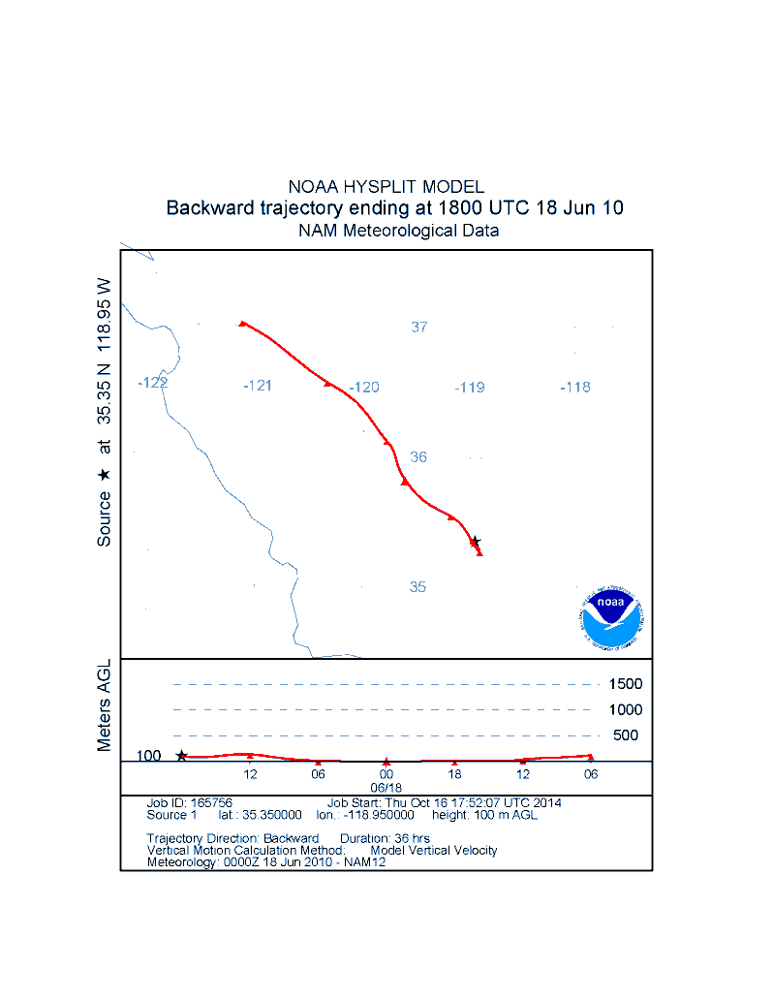 NOAA HYSPLIT MODEL
Backward trajectory ending at 1800 UTC 18 Jun 10
NAM Meteorological Data
Source ★ at 35.35 N 118.95 W
37
-122 -121 -120 -119 -118
36
35
noaa
Meters AGL
1500
1000
500
100
12 06 00 18 12 06
06/18
Job ID: 165756 Job Start: Thu Oct 16 17:52:07 UTC 2014
Source 1 lat.: 35.350000 lon.: -118.950000 height: 100 m AGL
Trajectory Direction: Backward Duration: 36 hrs
Vertical Motion Calculation Method: Model Vertical Velocity
Meteorology: 0000Z 18 Jun 2010 - NAM12